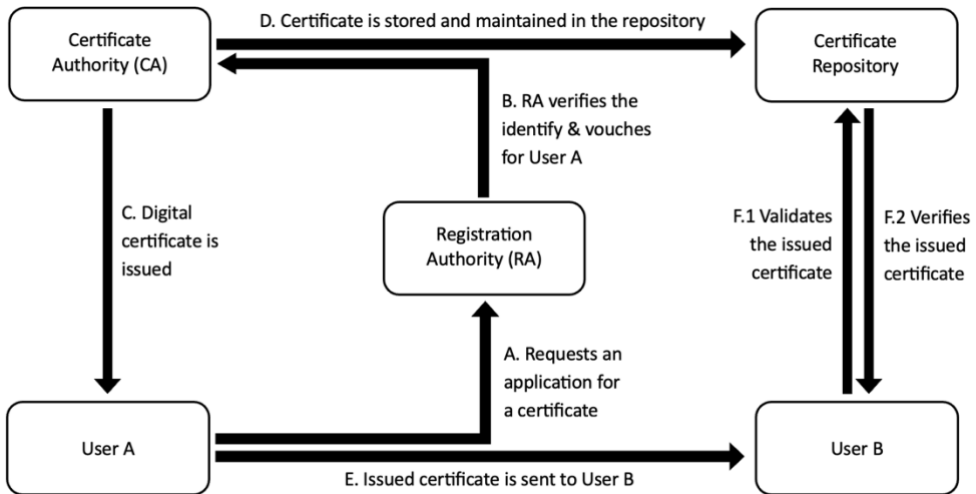 D. Certificate is stored and maintained in the repository
Certificate
Authority (CA)
Certificate
Repository
B. RA verifies the
identify & vouches
for User A
C. Digital
certificate is
issued
Registration
Authority (RA)
F.1 Validates
the issued
certificate
F.2 Verifies
the issued
certificate
A. Requests an
application for
a certificate
User A
User B
E. Issued certificate is sent to User B